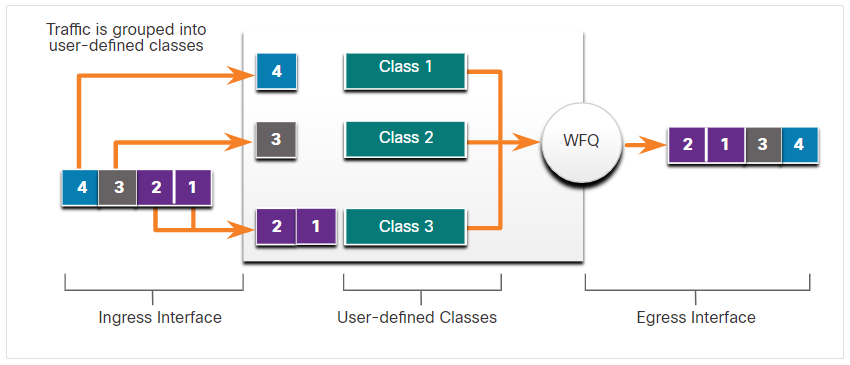 Traffic is grouped into
user-defined classes
4
Class 1
3
Class 2
WFQ
2 1 3 4
4 3 2 1
2 1
Class 3
Ingress Interface
User-defined Classes
Egress Interface